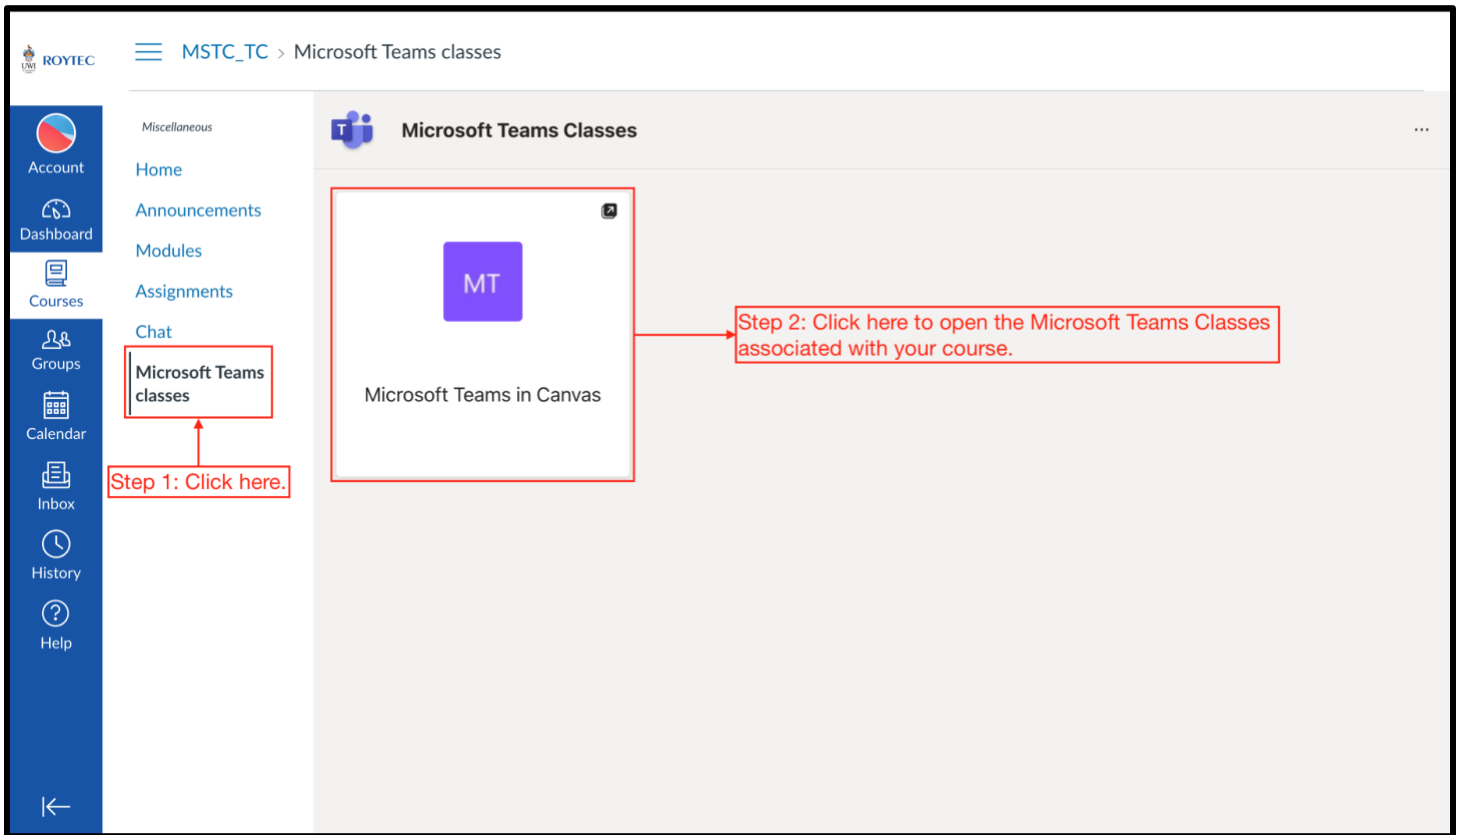 UWI
ROYTEC
MSTC_TC > Microsoft Teams classes
Account
Dashboard
Courses
Groups
Calendar
Inbox
History
Help
Miscellaneous
Home
Announcements
Modules
Assignments
Chat
Microsoft Teams
classes
Step 1: Click here.
T
Microsoft Teams Classes
...
MT
Microsoft Teams in Canvas
Step 2: Click here to open the Microsoft Teams Classes
associated with your course.